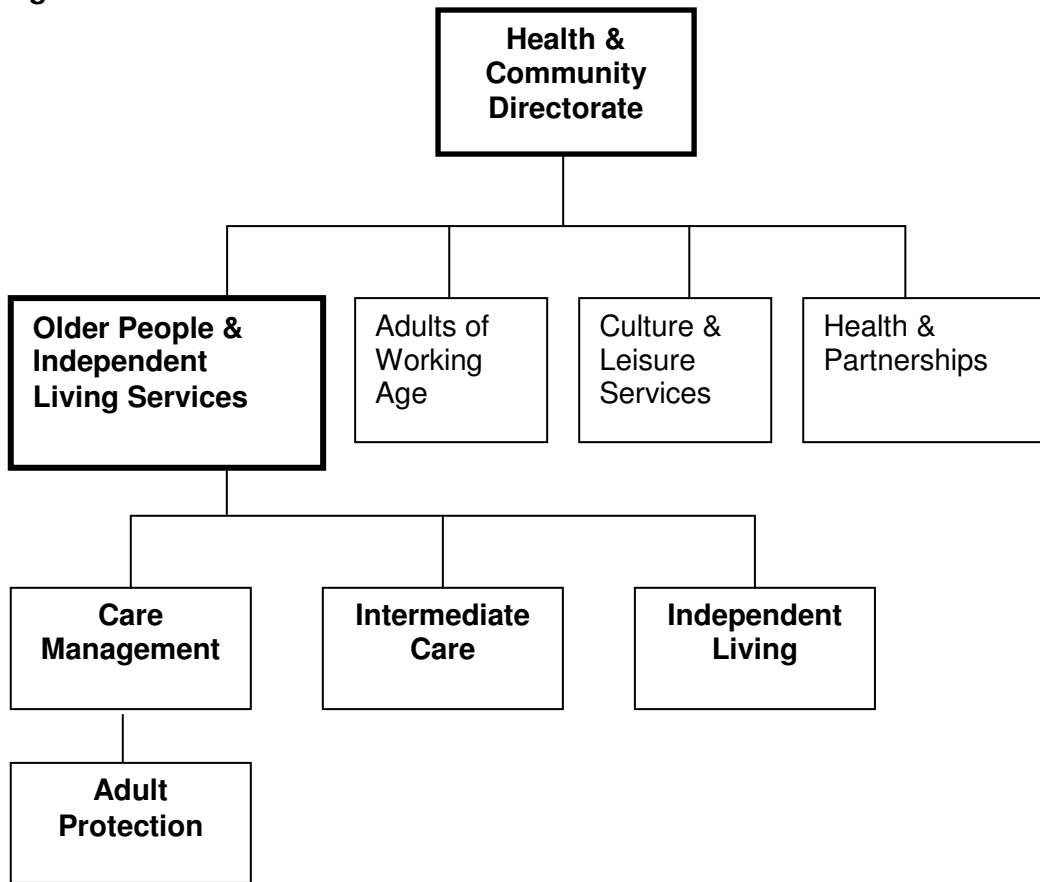 Health &
Community
Directorate
Older People &
Independent
Living Services
Adults of
Working
Age
Culture &
Leisure
Services
Health &
Partnerships
Care
Management
Intermediate
Care
Independent
Living
Adult
Protection